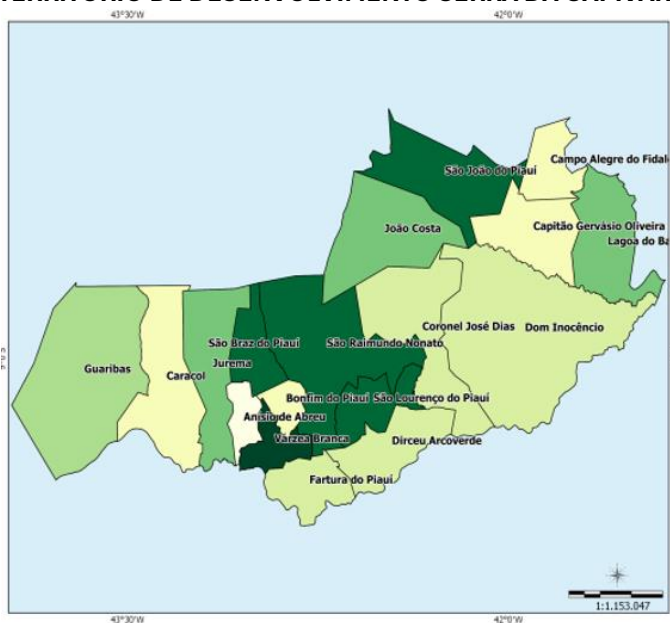 43°30'W 42°0'W
São João do Piauí
Campo Alegre do Fidal
João Costa
Capitão Gervásio Oliveira
Lagoa do Ba
Coronel José Dias
Dom Inocêncio
São Braz do Piauí
São Raimundo Nonato
Guaribas
Jurema
Caracol
Bonfim do Piauí
São Lourenço do Piauí
Anísio de Abreu
Várzea Branca
Dirceu Arcoverde
Fartura do Piauí
1:1.153.047
43°30'W 42°0'W